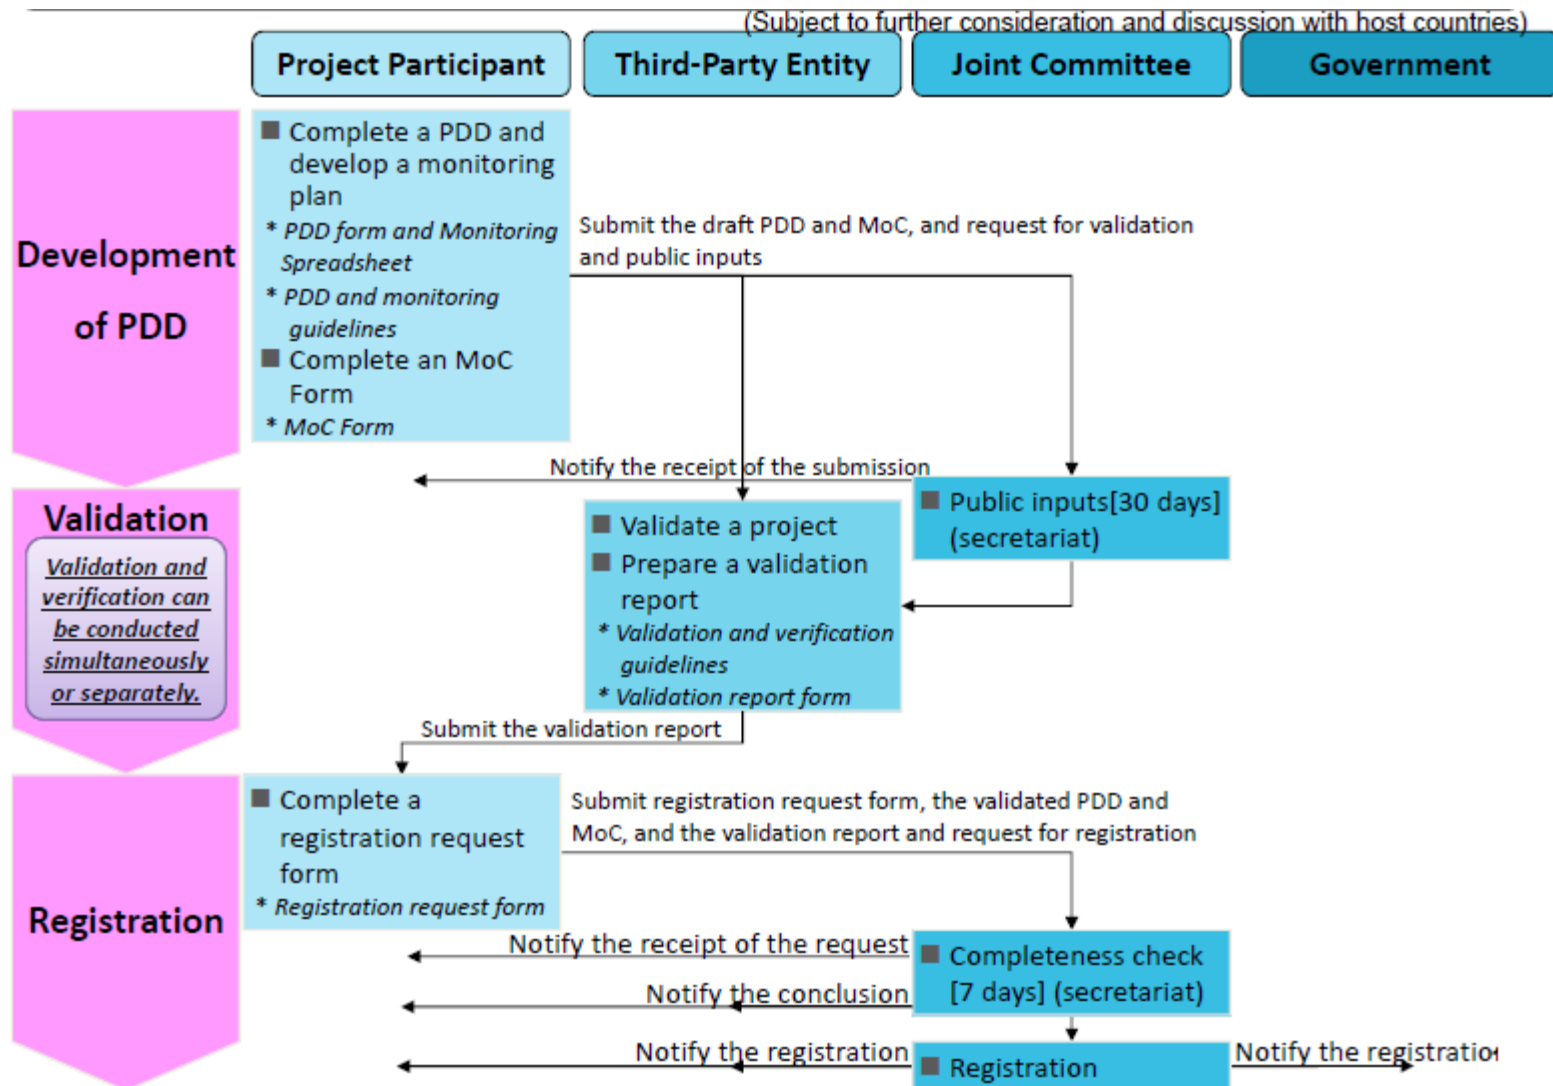 (Subject to further consideration and discussion with host countries)
Project Participant
Third-Party Entity
Joint Committee
Government
Development
of PDD
■ Complete a PDD and
develop a monitoring
plan
* PDD form and Monitoring
Spreadsheet
* PDD and monitoring
guidelines
■ Complete an MoC
Form
* MoC Form
Submit the draft PDD and MoC, and request for validation
and public inputs
Notify the receipt of the submission
■ Public inputs[30 days]
(secretariat)
Validation
Validation and
verification can
be conducted
simultaneously
or separately.
■ Validate a project
■ Prepare a validation
report
* Validation and verification
guidelines
* Validation report form
Submit the validation report
Registration
■ Complete a
registration request
form
* Registration request form
Submit registration request form, the validated PDD and
MoC, and the validation report and request for registration
Notify the receipt of the request
■ Completeness check
[7 days] (secretariat)
Notify the conclusion
Notify the registration
■ Registration
Notify the registration